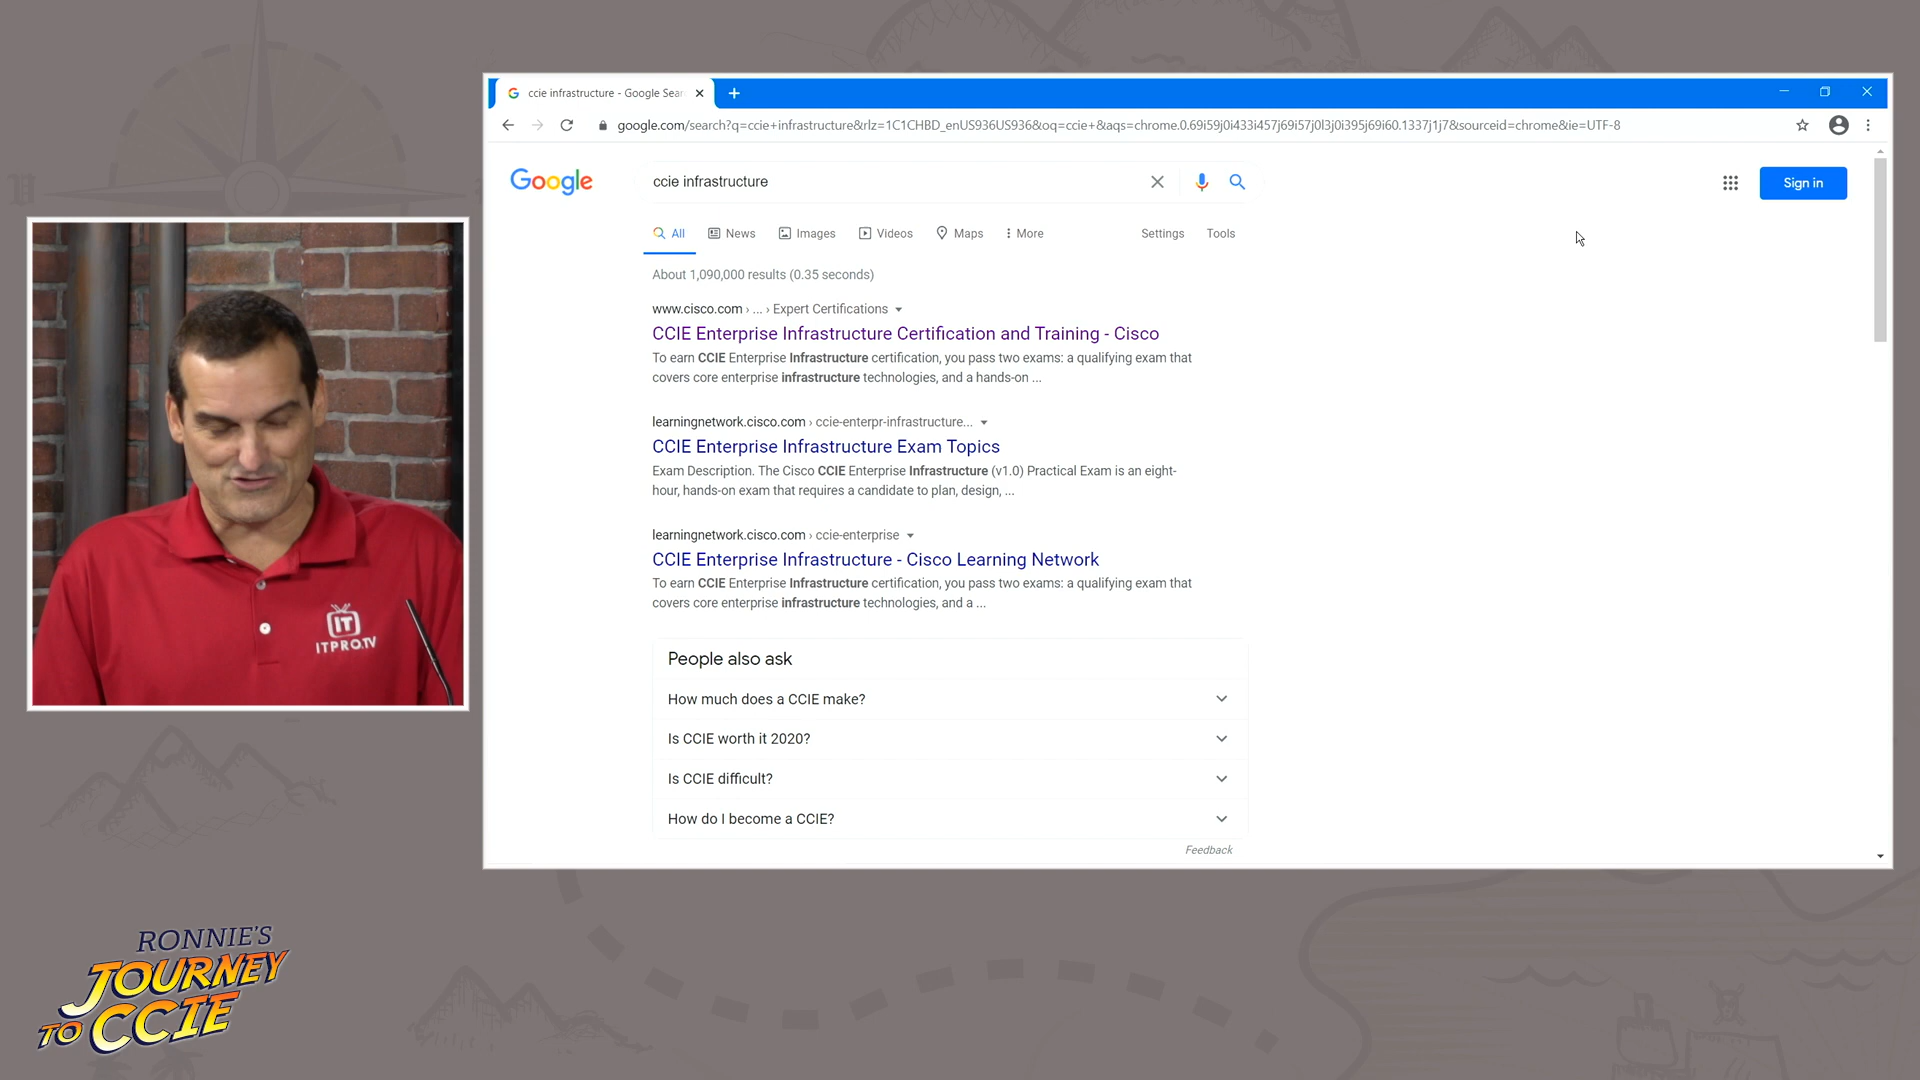 ccie infrastructure - Google Sear
google.com/search?q=ccie+infrastructure&rlz=1C1CHBD_enUS936US936&oq=ccie+&aqs=chrome.0.69i59j0i433i457j69i57j0l3j0i395j69i60.1337j1j7&sourceid=chrome&ie=UTF-8
Google
ccie infrastructure
Sign in
All News Images Videos Maps More Settings Tools
About 1,090,000 results (0.35 seconds)
www.cisco.com › ... › Expert Certifications
CCIE Enterprise Infrastructure Certification and Training - Cisco
To earn CCIE Enterprise Infrastructure certification, you pass two exams: a qualifying exam that
covers core enterprise infrastructure technologies, and a hands-on ...
learningnetwork.cisco.com › ccie-enterpr-infrastructure...
CCIE Enterprise Infrastructure Exam Topics
Exam Description. The Cisco CCIE Enterprise Infrastructure (v1.0) Practical Exam is an eight-
hour, hands-on exam that requires a candidate to plan, design, ...
learningnetwork.cisco.com › ccie-enterprise
CCIE Enterprise Infrastructure - Cisco Learning Network
To earn CCIE Enterprise Infrastructure certification, you pass two exams: a qualifying exam that
covers core enterprise infrastructure technologies, and a ...
People also ask
How much does a CCIE make?
Is CCIE worth it 2020?
Is CCIE difficult?
How do I become a CCIE?
Feedback
IT
ITPRO.TV
RONNIE'S
JOURNEY
TO CCIE